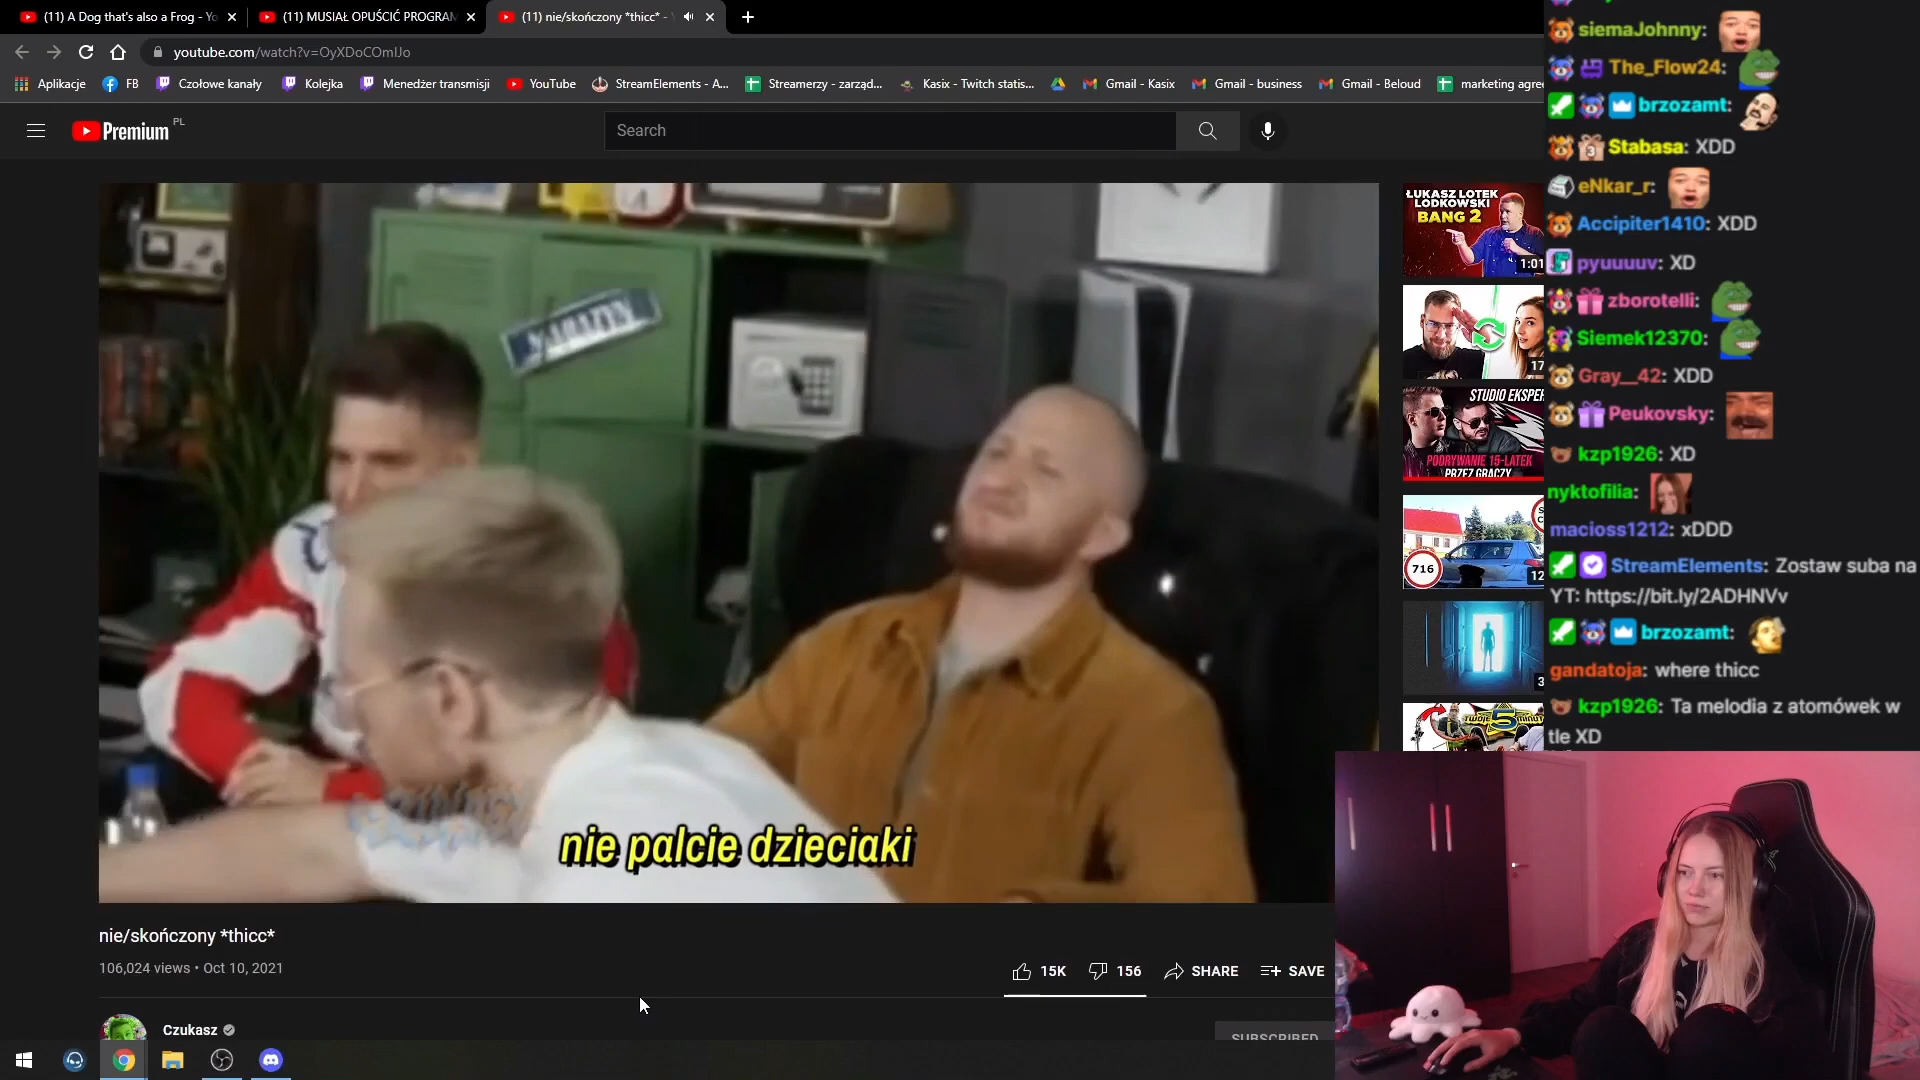 (11) A Dog that's also a Frog - Yo
(11) MUSIAŁ OPUŚCIĆ PROGRAM
(11) nie/skończony *thicc* - Y
youtube.com/watch?v=OyXDoCOmIJo
Aplikacje
FB
Czołowe kanały
Kolejka
Menedżer transmisji
YouTube
StreamElements - A...
Streamerzy - zarząd...
Kasix - Twitch statis...
Gmail - Kasix
Gmail - business
Gmail - Beloud
marketing agre
Premium PL
Search
nie palcie dzieciaki
nie/skończony *thicc*
106,024 views • Oct 10, 2021
15K
156
SHARE
SAVE
Czukasz
SUBSCRIBED
ŁUKASZ LOTEK
LODKOWSKI
BANG 2
1:01
17
STUDIO EKSPER
PODRYWANIE 15-LATEK
PRZEZ GRACZY
716
12
3
TWOJE 5 MINUT
siemaJohnny:
The_Flow24:
brzozamt:
Stabasa: XDD
eNkar_r:
Accipiter1410: XDD
pyuuuuv: XD
zborotelli:
Siemek12370:
Gray__42: XDD
Peukovsky:
kzp1926: XD
nyktofilia:
macioss1212: xDDD
StreamElements: Zostaw suba na
YT: https://bit.ly/2ADHNVv
brzozamt:
gandatoja: where thicc
kzp1926: Ta melodia z atomówek w
tle XD